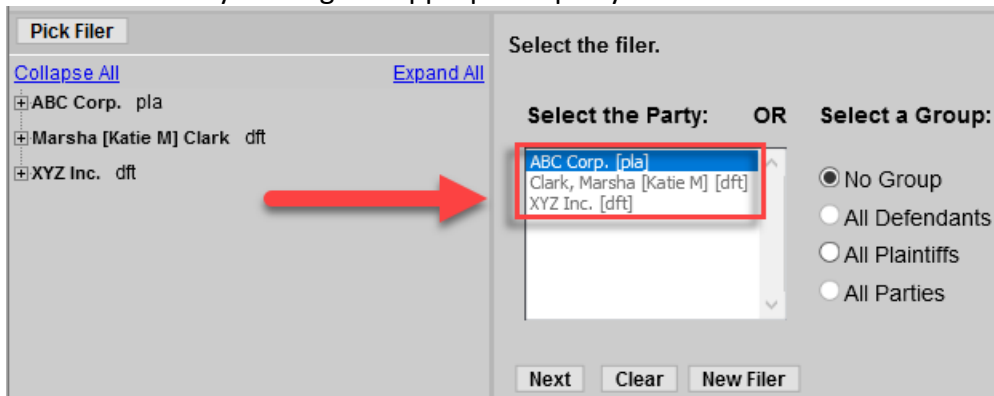 Pick Filer
Collapse All Expand All
ABC Corp. pla
Marsha [Katie M] Clark dft
XYZ Inc. dft
Select the filer.
Select the Party: OR Select a Group:
ABC Corp. [pla]
Clark, Marsha [Katie M] [dft]
XYZ Inc. [dft]
No Group
All Defendants
All Plaintiffs
All Parties
Next Clear New Filer